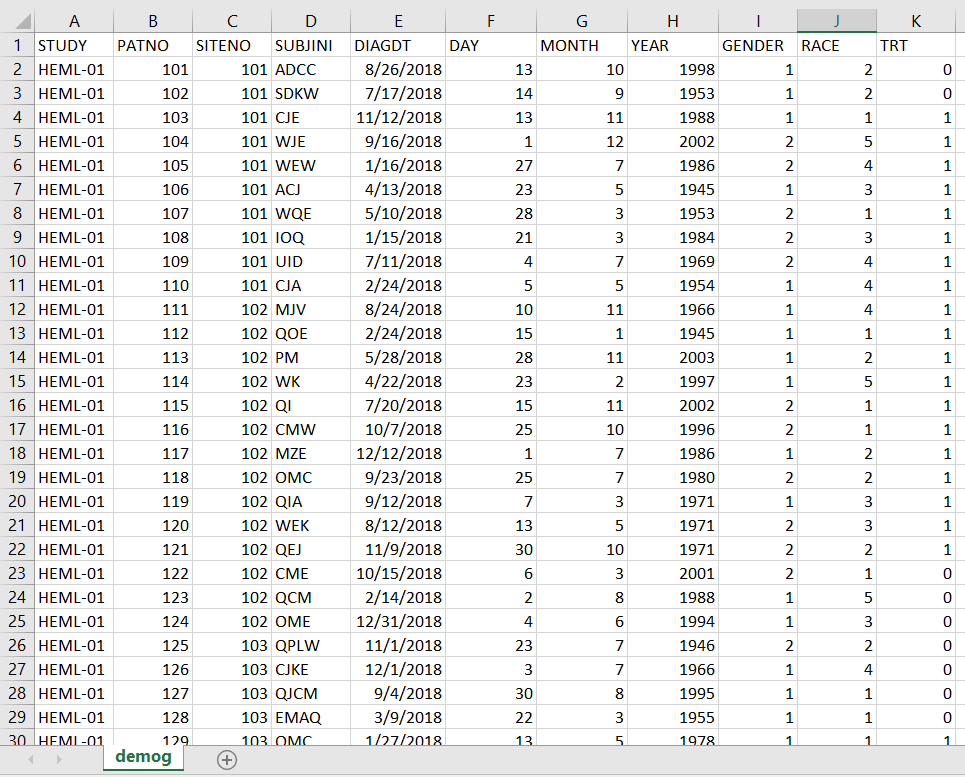 A B C D E F G H I J K
1 STUDY PATNO SITENO SUBJINI DIAGDT DAY MONTH YEAR GENDER RACE TRT
2 HEML-01 101 101 ADCC 8/26/2018 13 10 1998 1 2 0
3 HEML-01 102 101 SDKW 7/17/2018 14 9 1953 1 2 0
4 HEML-01 103 101 CJE 11/12/2018 13 11 1988 1 1 1
5 HEML-01 104 101 WJE 9/16/2018 1 12 2002 2 5 1
6 HEML-01 105 101 WEW 1/16/2018 27 7 1986 2 4 1
7 HEML-01 106 101 ACJ 4/13/2018 23 5 1945 1 3 1
8 HEML-01 107 101 WQE 5/10/2018 28 3 1953 2 1 1
9 HEML-01 108 101 IOQ 1/15/2018 21 3 1984 2 3 1
10 HEML-01 109 101 UID 7/11/2018 4 7 1969 2 4 1
11 HEML-01 110 101 CJA 2/24/2018 5 5 1954 1 4 1
12 HEML-01 111 102 MJV 8/24/2018 10 11 1966 1 4 1
13 HEML-01 112 102 QOE 2/24/2018 15 1 1945 1 1 1
14 HEML-01 113 102 PM 5/28/2018 28 11 2003 1 2 1
15 HEML-01 114 102 WK 4/22/2018 23 2 1997 1 5 1
16 HEML-01 115 102 QI 7/20/2018 15 11 2002 2 1 1
17 HEML-01 116 102 CMW 10/7/2018 25 10 1996 2 1 1
18 HEML-01 117 102 MZE 12/12/2018 1 7 1986 1 2 1
19 HEML-01 118 102 OMC 9/23/2018 25 7 1980 2 2 1
20 HEML-01 119 102 QIA 9/12/2018 7 3 1971 1 3 1
21 HEML-01 120 102 WEK 8/12/2018 13 5 1971 2 3 1
22 HEML-01 121 102 QEJ 11/9/2018 30 10 1971 2 2 1
23 HEML-01 122 102 CME 10/15/2018 6 3 2001 2 1 0
24 HEML-01 123 102 QCM 2/14/2018 2 8 1988 1 5 0
25 HEML-01 124 102 OME 12/31/2018 4 6 1994 1 3 0
26 HEML-01 125 103 QPLW 11/1/2018 23 7 1946 2 2 0
27 HEML-01 126 103 CJKE 12/1/2018 3 7 1966 1 4 0
28 HEML-01 127 103 QJCM 9/4/2018 30 8 1995 1 1 0
29 HEML-01 128 103 EMAQ 3/9/2018 22 3 1955 1 1 0
30 HEML-01 129 103 OMC 1/27/2018 13 5 1978 1 1 0
demog